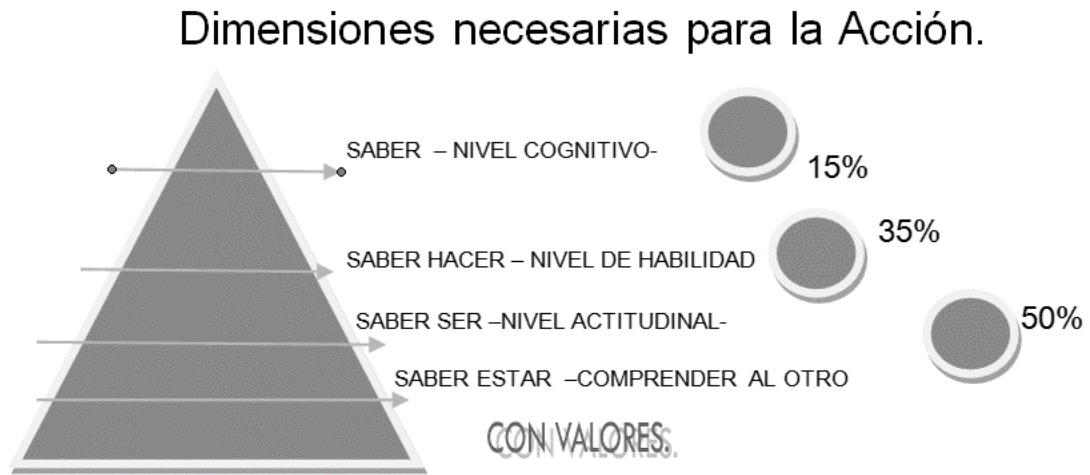 Dimensiones necesarias para la Acción.
SABER – NIVEL COGNITIVO-
15%
35%
SABER HACER – NIVEL DE HABILIDAD
SABER SER –NIVEL ACTITUDINAL-
50%
SABER ESTAR –COMPRENDER AL OTRO
CON VALORES.